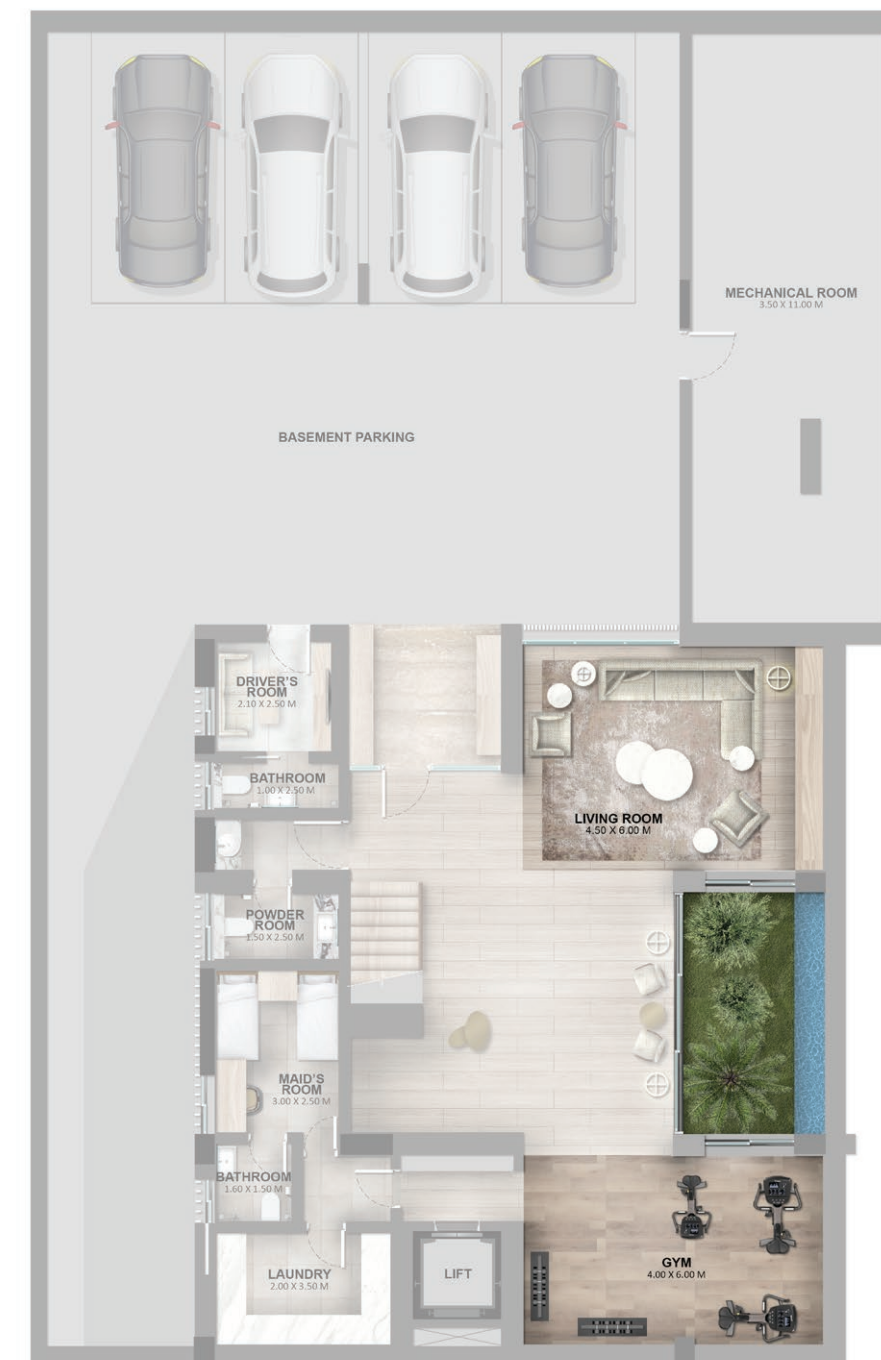 MECHANICAL ROOM
3.50 X 11.00 M
BASEMENT PARKING
DRIVER'S
ROOM
2.10 X 2.50 M
BATHROOM
1.00 X 2.50 M
LIVING ROOM
4.50 X 6.00 M
POWDER
ROOM
1.50 X 2.50 M
MAID'S
ROOM
3.00 X 2.50 M
BATHROOM
1.60 X 1.50 M
LAUNDRY
2.00 X 3.50 M
LIFT
GYM
4.00 X 6.00 M